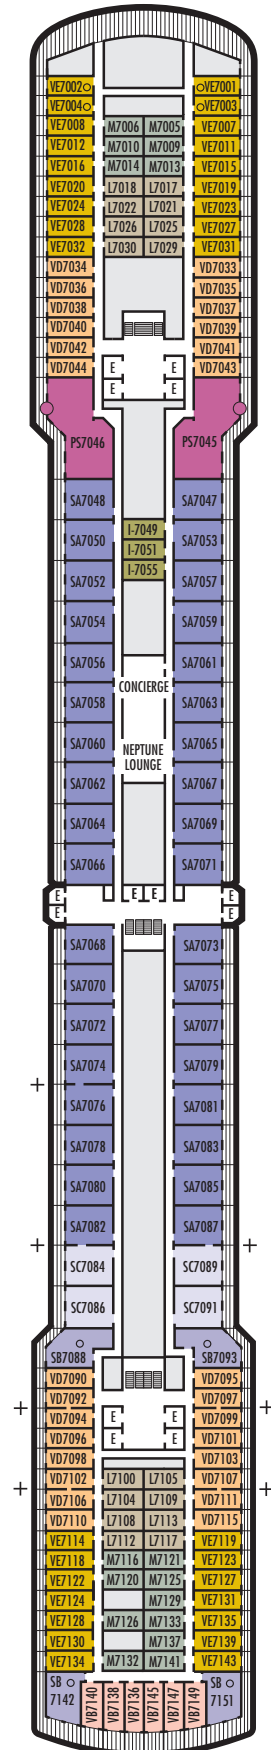 VE7002 VE7001
VE7004 VE7003
VE7008 M7006 M7005 VE7007
VE7012 M7010 M7009 VE7011
VE7016 M7014 M7013 VE7015
VE7020 L7018 L7017 VE7019
VE7024 L7022 L7021 VE7023
VE7028 L7026 L7025 VE7027
VE7032 L7030 L7029 VE7031
VD7034 VD7033
VD7036 VD7035
VD7038 VD7037
VD7040 VD7039
VD7042 VD7041
VD7044 E E VD7043
E E
PS7046 PS7045
SA7048 SA7047
I-7049
SA7050 SA7053
I-7051
I-7055
SA7052 SA7057
SA7054 SA7059
SA7056 SA7061
CONCIERGE
SA7058 SA7063
SA7060 NEPTUNE SA7065
LOUNGE
SA7062 SA7067
SA7064 SA7069
SA7066 SA7071
E E E E
E E
SA7068 SA7073
SA7070 SA7075
SA7072 SA7077
SA7074 SA7079
SA7076 SA7081
SA7078 SA7083
SA7080 SA7085
SA7082 SA7087
SC7084 SC7089
SC7086 SC7091
SB7088 SB7093
VD7090 VD7095
VD7092 VD7097
VD7094 E E VD7099
VD7096 E E VD7101
VD7098 VD7103
VD7102 L7100 L7105 VD7107
VD7106 L7104 L7109 VD7111
VD7110 L7108 L7113 VD7115
VE7114 L7112 L7117 VE7119
VE7118 M7116 M7121 VE7123
VE7122 M7120 M7125 VE7127
VE7124 M7129 VE7131
VE7128 M7126 M7133 VE7135
VE7130 M7137 VE7139
VE7134 M7132 M7141 VE7143
SB SB
7142 VB7140 VB7138 VB7136 VB7145 VB7147 VB7149 7151